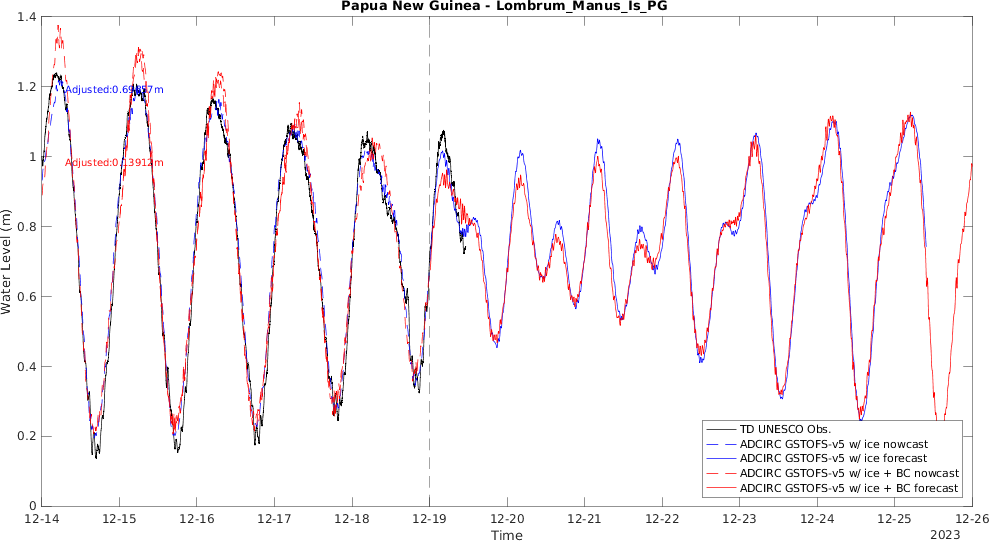 Papua New Guinea - Lombrum_Manus_Is_PG
Water Level (m)
1.4
1.2
1
0.8
0.6
0.4
0.2
0
Adjusted:
Adjusted:0.13912m
TD UNESCO Obs.
ADCIRC GSTOFS-v5 w/ ice nowcast
ADCIRC GSTOFS-v5 w/ ice forecast
ADCIRC GSTOFS-v5 w/ ice + BC nowcast
ADCIRC GSTOFS-v5 w/ ice + BC forecast
12-14 12-15 12-16 12-17 12-18 12-19 12-20 12-21 12-22 12-23 12-24 12-25 12-26
Time
2023